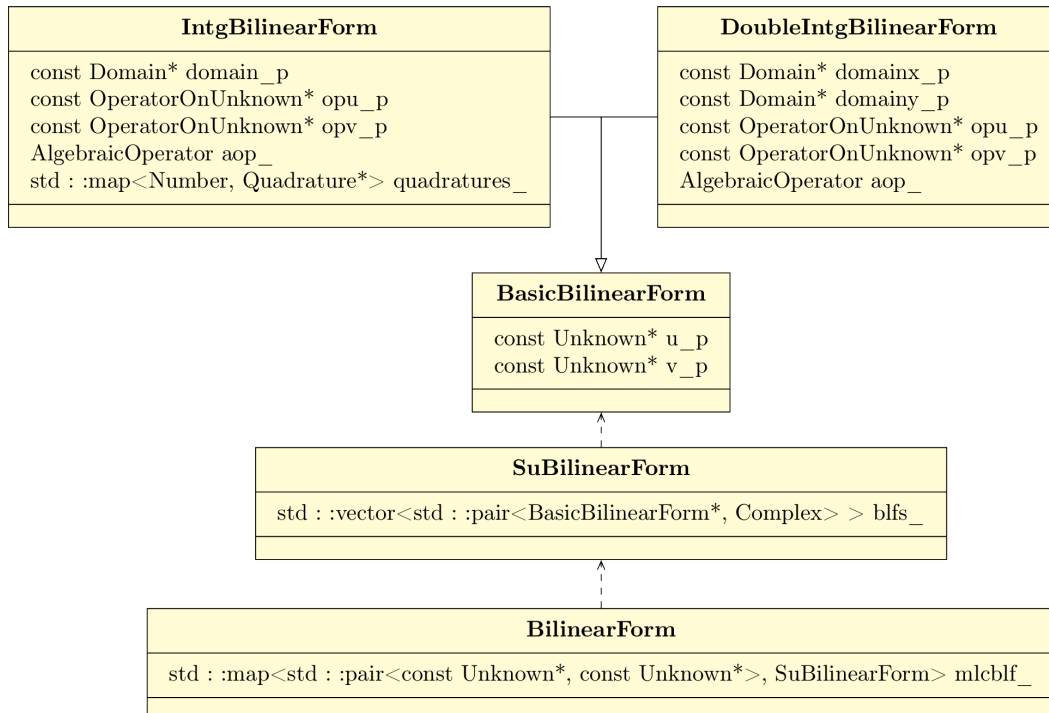 IntgBilinearForm
const Domain* domain_p
const OperatorOnUnknown* opu_p
const OperatorOnUnknown* opv_p
AlgebraicOperator aop_
std : :map<Number, Quadrature*> quadratures_
DoubleIntgBilinearForm
const Domain* domainx_p
const Domain* domainy_p
const OperatorOnUnknown* opu_p
const OperatorOnUnknown* opv_p
AlgebraicOperator aop_
BasicBilinearForm
const Unknown* u_p
const Unknown* v_p
SuBilinearForm
std : :vector<std : :pair<BasicBilinearForm*, Complex> > blfs_
BilinearForm
std : :map<std : :pair<const Unknown*, const Unknown*>, SuBilinearForm> mlcblf_